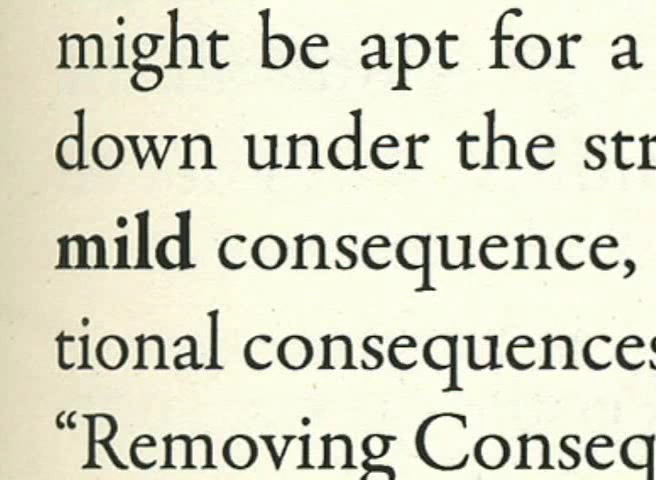 might be apt for a
down under the str
mild consequence,
tional consequences
“Removing Conseq